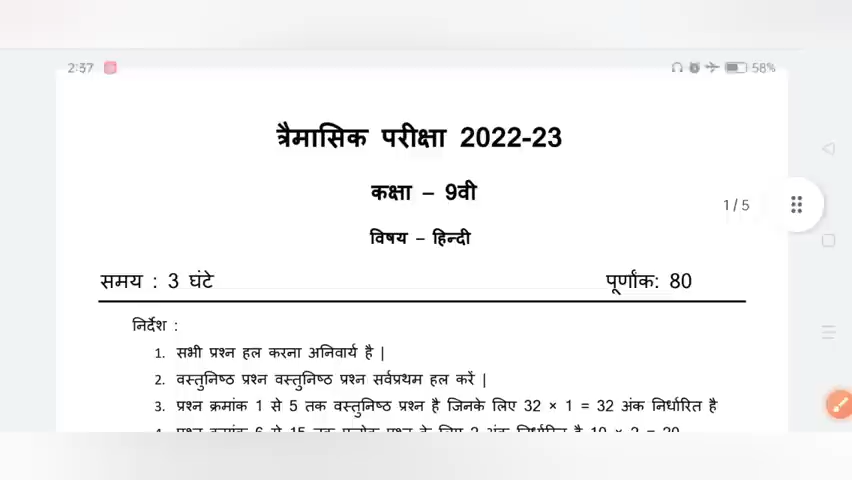 2:37
58%
त्रैमासिक परीक्षा 2022-23
कक्षा – 9वी
1 / 5
विषय – हिन्दी
समय : 3 घंटे पूर्णांक: 80
निर्देश :
1. सभी प्रश्न हल करना अनिवार्य है |
2. वस्तुनिष्ठ प्रश्न वस्तुनिष्ठ प्रश्न सर्वप्रथम हल करें |
3. प्रश्न क्रमांक 1 से 5 तक वस्तुनिष्ठ प्रश्न है जिनके लिए 32 × 1 = 32 अंक निर्धारित है